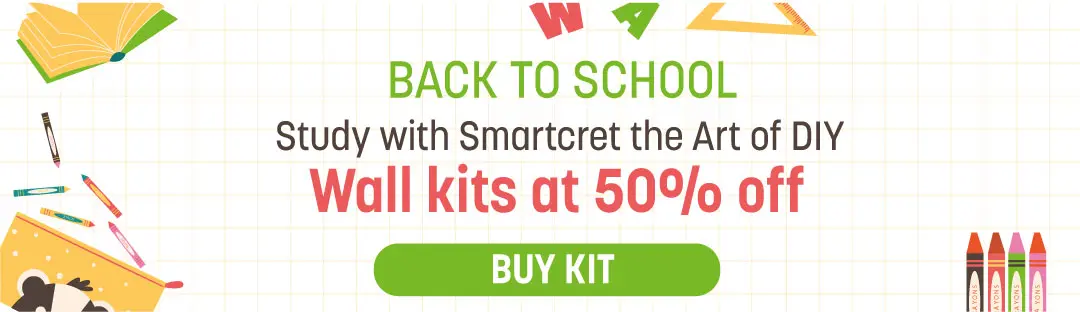 W A
BACK TO SCHOOL
Study with Smartcret the Art of DIY
Wall kits at 50% off
BUY KIT